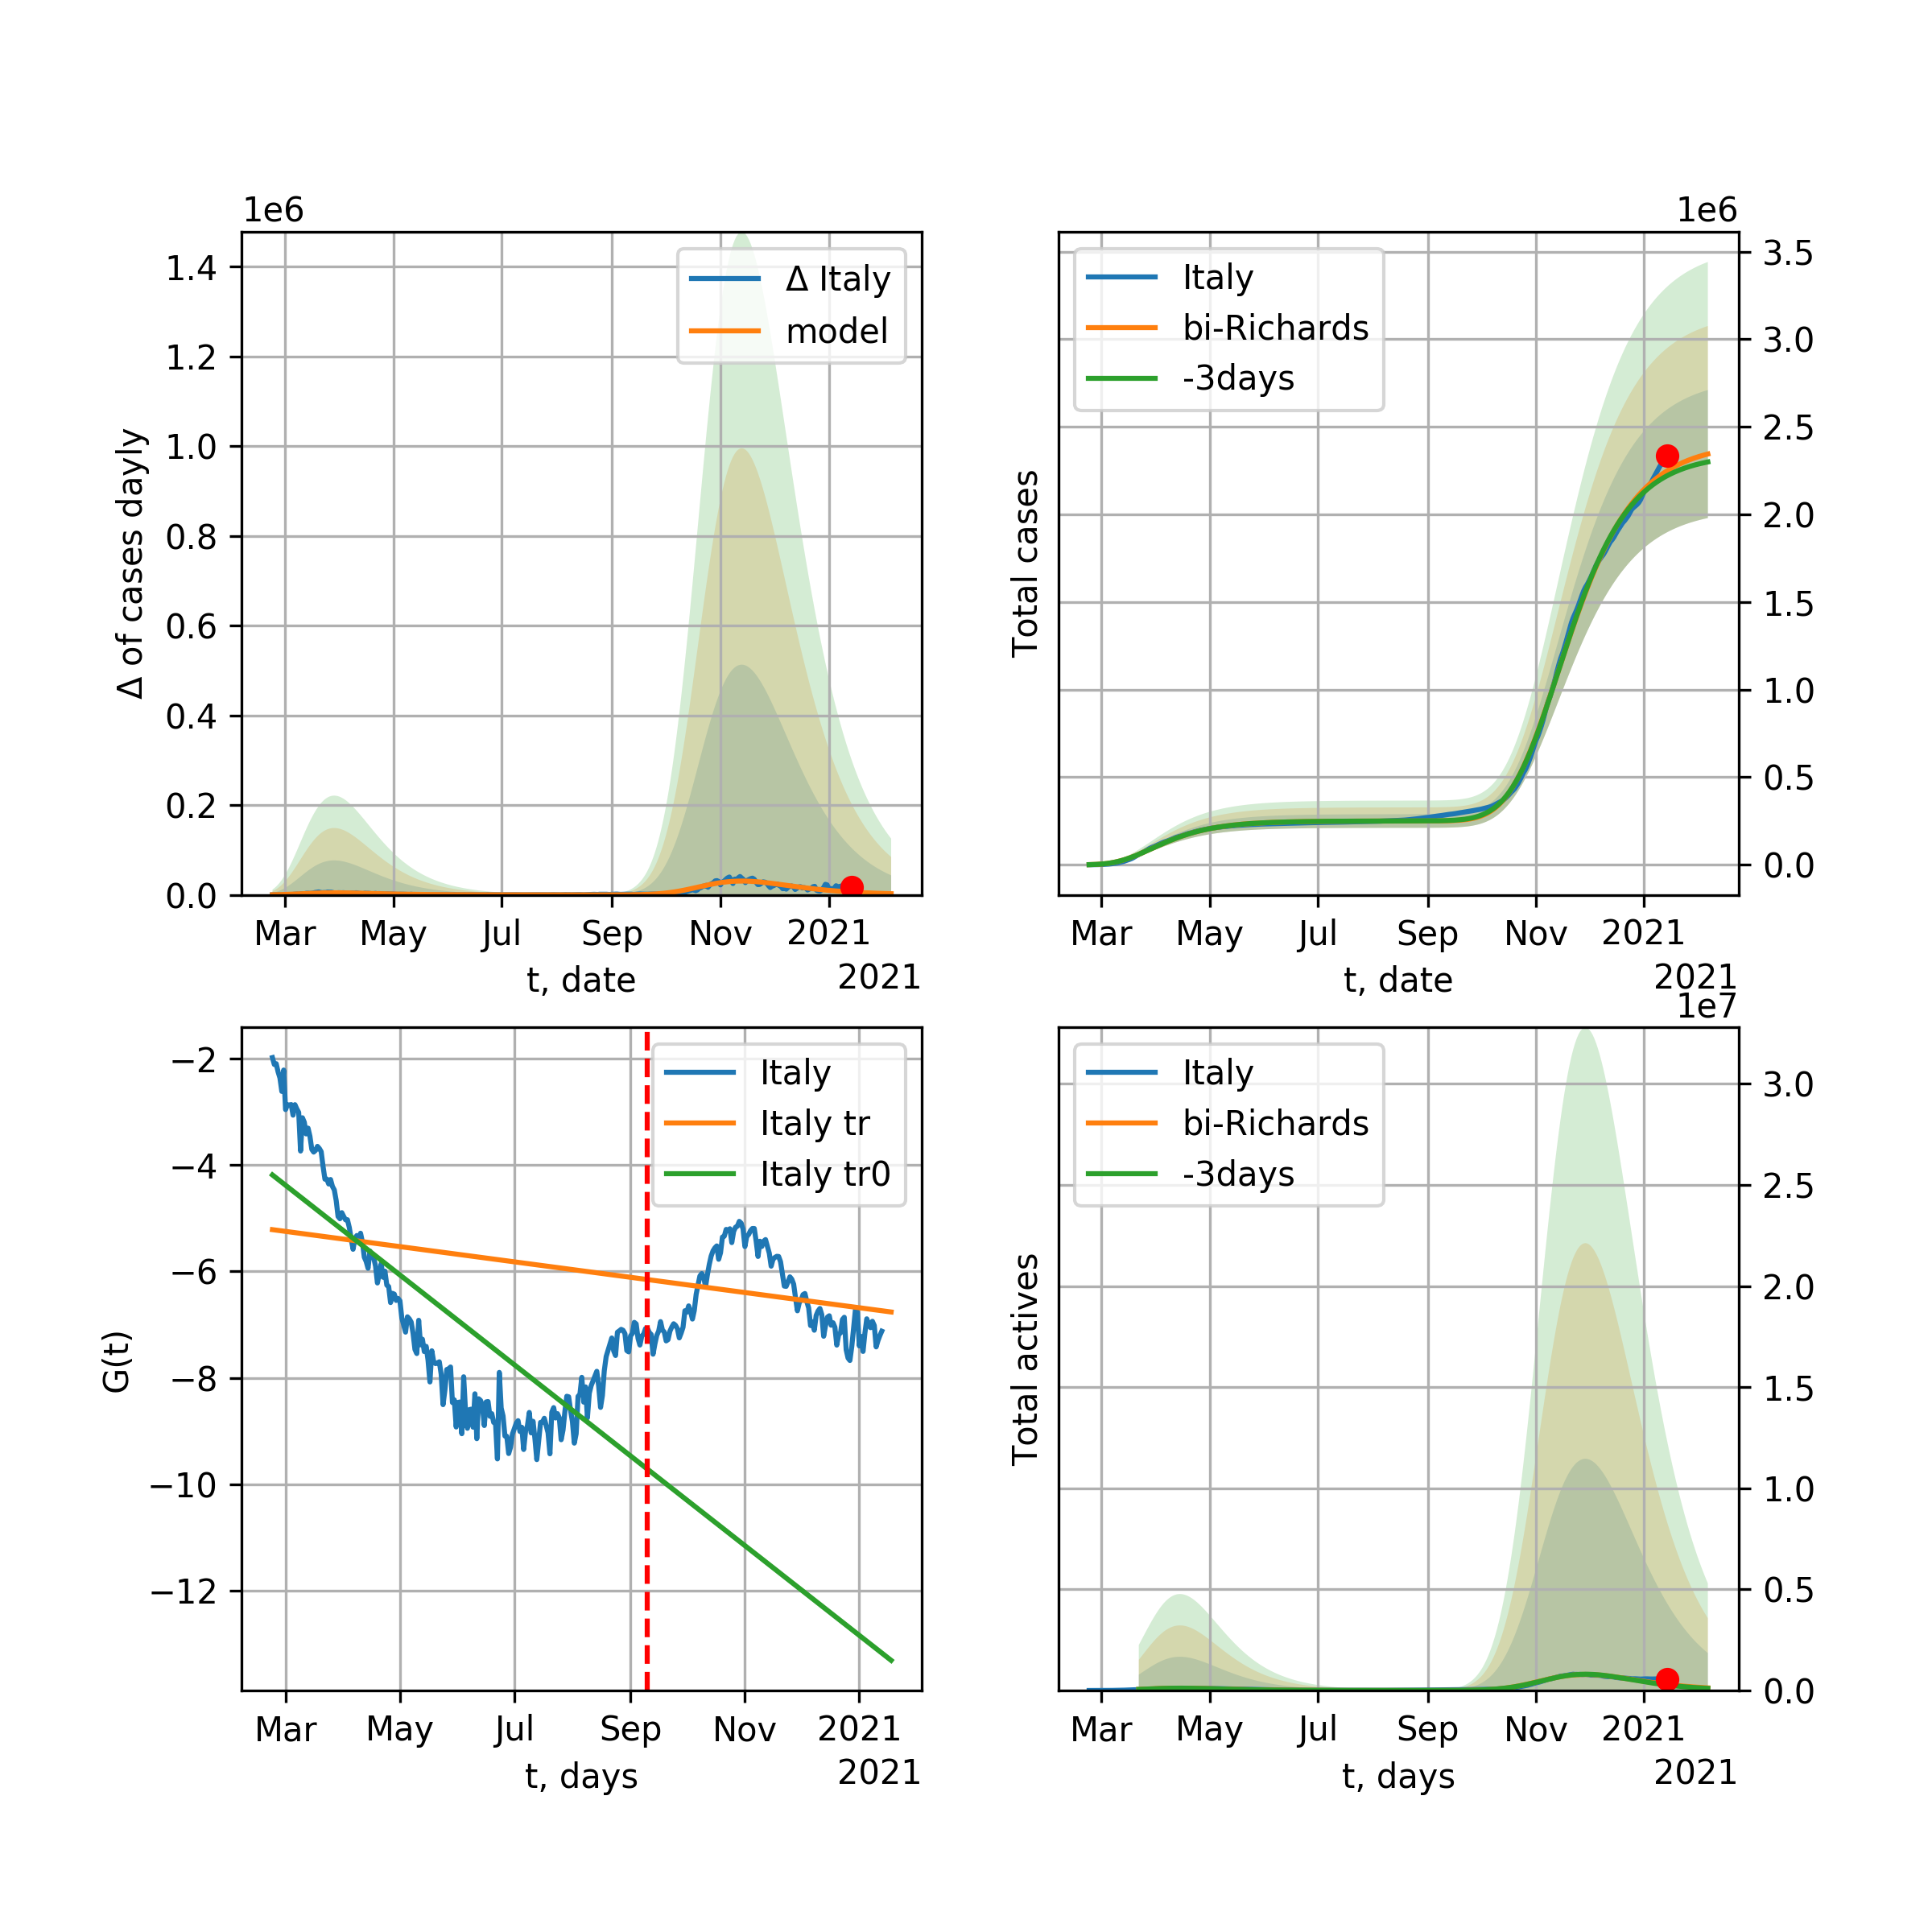 1e6
Δ of cases dayly
1.4
1.2
1.0
0.8
0.6
0.4
0.2
0.0
Δ Italy
model
Mar May Jul Sep Nov 2021
t, date
2021
1e6
Total cases
Italy
bi-Richards
-3days
3.5
3.0
2.5
2.0
1.5
1.0
0.5
0.0
Mar May Jul Sep Nov 2021
t, date
2021
G(t)
−2
−4
−6
−8
−10
−12
Italy
Italy tr
Italy tr0
Mar May Jul Sep Nov 2021
t, days
2021
1e7
Total actives
Italy
bi-Richards
-3days
3.0
2.5
2.0
1.5
1.0
0.5
0.0
Mar May Jul Sep Nov 2021
t, days
2021